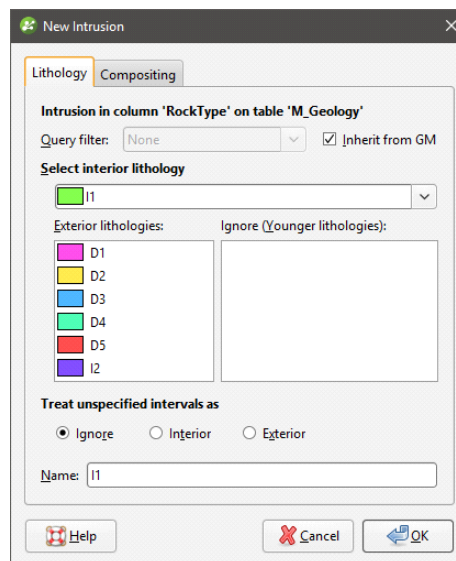 New Intrusion
Lithology Compositing
Intrusion in column 'RockType' on table 'M_Geology'
Query filter: None Inherit from GM
Select interior lithology
I1
Exterior lithologies: Ignore (Younger lithologies):
D1
D2
D3
D4
D5
I2
Treat unspecified intervals as
Ignore Interior Exterior
Name: I1
Help Cancel OK